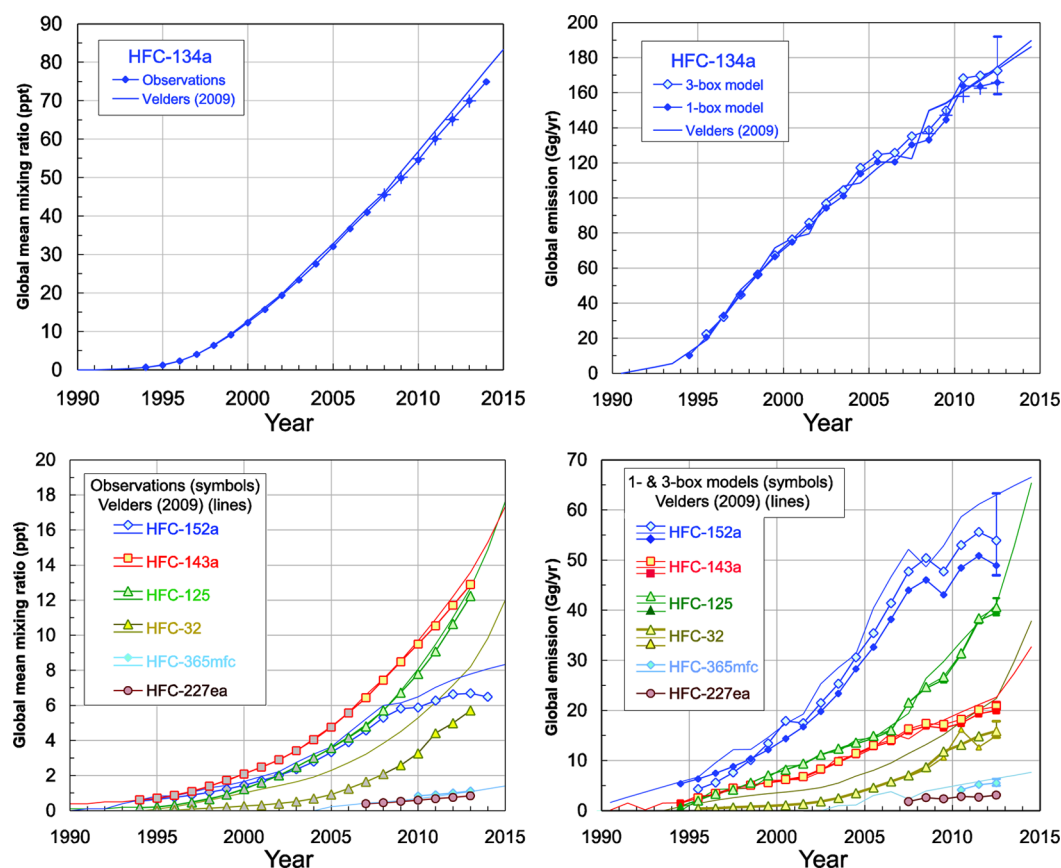 HFC-134a
Observations
Velders (2009)
Global mean mixing ratio (ppt)
90
80
70
60
50
40
30
20
10
0
1990
1995
2000
2005
2010
2015
Year
HFC-134a
3-box model
1-box model
Velders (2009)
Global emission (Gg/yr)
200
180
160
140
120
100
80
60
40
20
0
1990
1995
2000
2005
2010
2015
Year
Observations (symbols)
Velders (2009) (lines)
HFC-152a
HFC-143a
HFC-125
HFC-32
HFC-365mfc
HFC-227ea
Global mean mixing ratio (ppt)
20
18
16
14
12
10
8
6
4
2
0
1990
1995
2000
2005
2010
2015
Year
1- & 3-box models (symbols)
Velders (2009) (lines)
HFC-152a
HFC-143a
HFC-125
HFC-32
HFC-365mfc
HFC-227ea
Global emission (Gg/yr)
70
60
50
40
30
20
10
0
1990
1995
2000
2005
2010
2015
Year